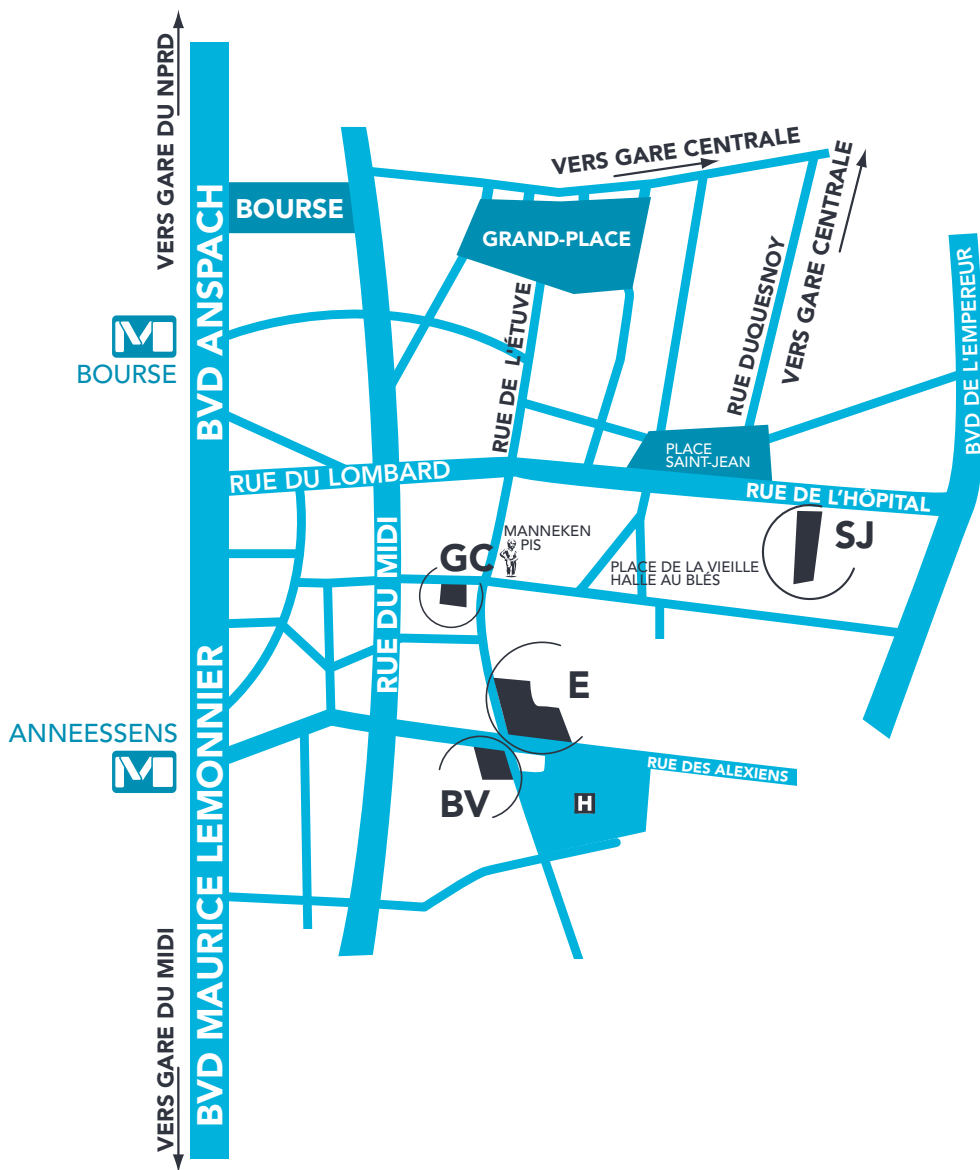 VERS GARE DU NPRD
BVD ANSPACH
BOURSE
GRAND-PLACE
VERS GARE CENTRALE
VERS GARE CENTRALE
RUE DUQUESNOY
BVD DE L'EMPEREUR
M
BOURSE
RUE DE L'ÉTUVE
PLACE
SAINT-JEAN
RUE DU LOMBARD
RUE DE L'HÔPITAL
RUE DU MIDI
MANNEKEN
PIS
GC
SJ
PLACE DE LA VIEILLE
HALLE AU BLÉS
E
ANNEESSENS
M
BVD MAURICE LEMONNIER
RUE DES ALEXIENS
BV
H
VERS GARE DU MIDI